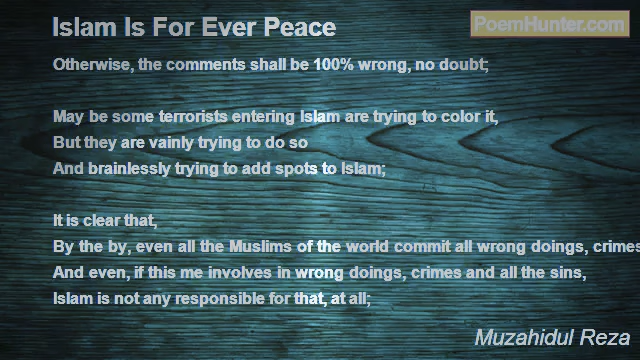 Islam Is For Ever Peace
PoemHunter.com
Otherwise, the comments shall be 100% wrong, no doubt;
May be some terrorists entering Islam are trying to color it,
But they are vainly trying to do so
And brainlessly trying to add spots to Islam;
It is clear that,
By the by, even all the Muslims of the world commit all wrong doings, crimes
And even, if this me involves in wrong doings, crimes and all the sins,
Islam is not any responsible for that, at all;
Muzahidul Reza